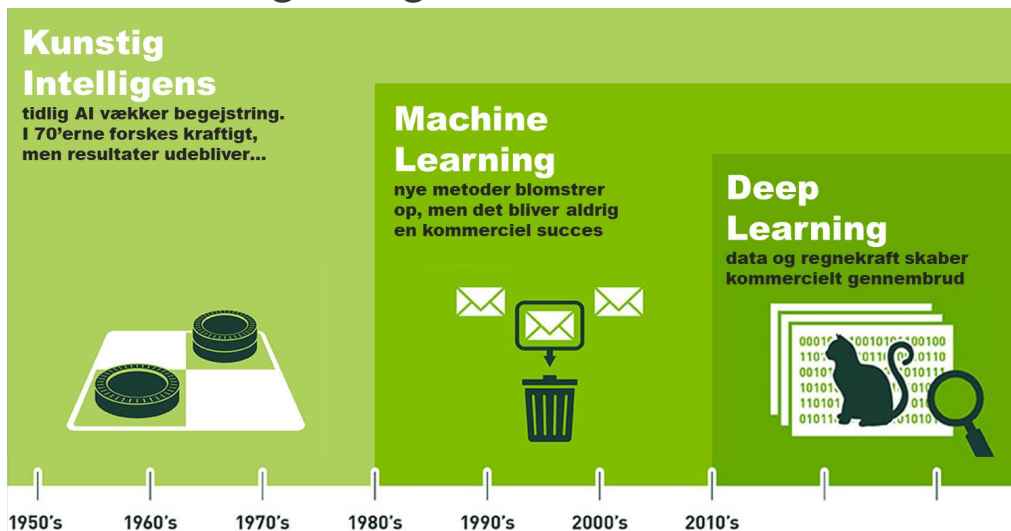 Kunstig
Intelligens
tidlig AI vækker begejstring.
I 70'erne forskes kraftigt,
men resultater udebliver...
Machine
Learning
nye metoder blomstrer
op, men det bliver aldrig
en kommerciel succes
Deep
Learning
data og regnekraft skaber
kommercielt gennembrud
1950's 1960's 1970's 1980's 1990's 2000's 2010's